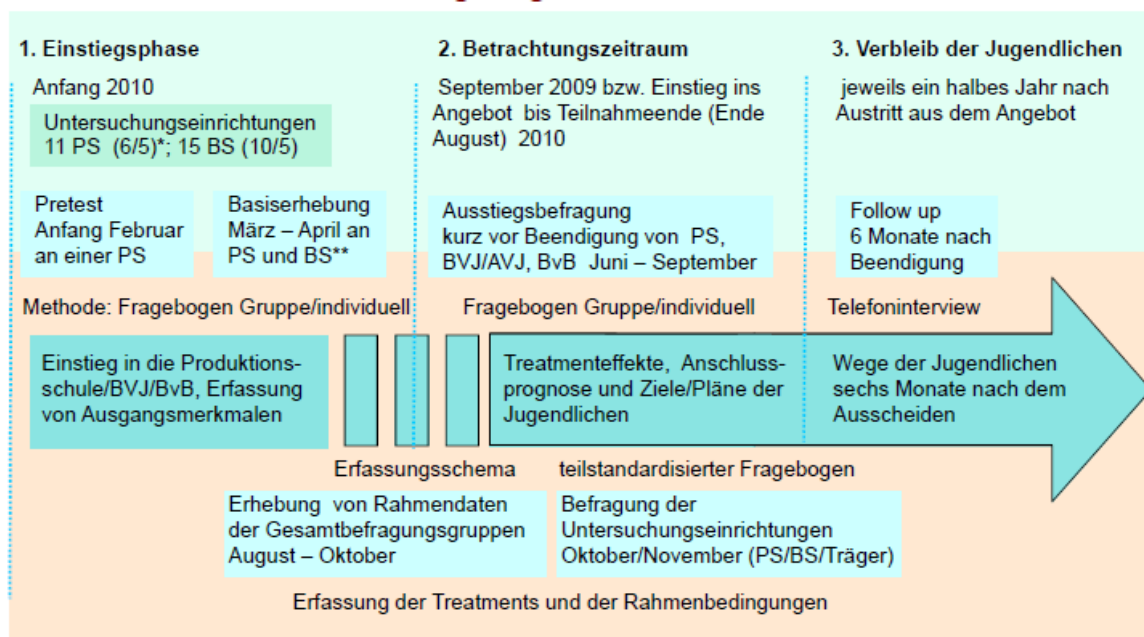 1. Einstiegsphase
Anfang 2010
Untersuchungseinrichtungen
11 PS (6/5)*; 15 BS (10/5)
Pretest
Anfang Februar
an einer PS
Basiserhebung
März – April an
PS und BS**
Methode: Fragebogen Gruppe/individuell
Einstieg in die Produktions-
schule/BVJ/BvB, Erfassung
von Ausgangsmerkmalen
2. Betrachtungszeitraum
September 2009 bzw. Einstieg ins
Angebot bis Teilnahmeende (Ende
August) 2010
Ausstiegsbefragung
kurz vor Beendigung von PS,
BVJ/AVJ, BvB Juni – September
Fragebogen Gruppe/individuell
Treatmenteffekte, Anschluss-
prognose und Ziele/Pläne der
Jugendlichen
3. Verbleib der Jugendlichen
jeweils ein halbes Jahr nach
Austritt aus dem Angebot
Follow up
6 Monate nach
Beendigung
Telefoninterview
Wege der Jugendlichen
sechs Monate nach dem
Ausscheiden
Erfassungsschema
Erhebung von Rahmendaten
der Gesamtbefragungsgruppen
August – Oktober
teilstandardisierter Fragebogen
Befragung der
Untersuchungseinrichtungen
Oktober/November (PS/BS/Träger)
Erfassung der Treatments und der Rahmenbedingungen